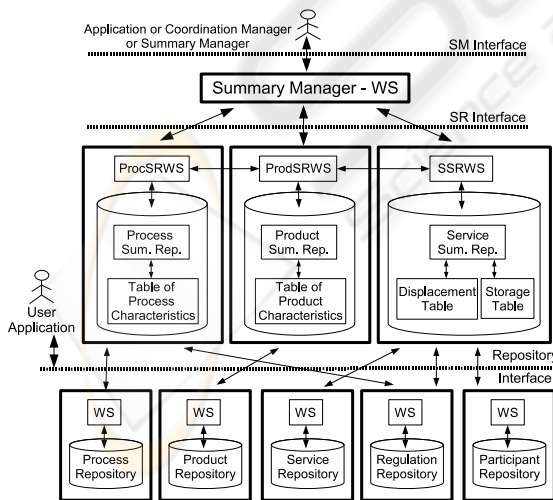 Application or Coordination Manager
or Summary Manager
SM Interface
Summary Manager - WS
SR Interface
ProcSRWS
ProdSRWS
SSRWS
Process
Sum. Rep.
Product
Sum. Rep.
Service
Sum. Rep.
Table of
Process
Characteristics
Table of
Product
Characteristics
Displacement
Table
Storage
Table
User
Application
Repository
Interface
WS
WS
WS
WS
WS
Process
Repository
Product
Repository
Service
Repository
Regulation
Repository
Participant
Repository